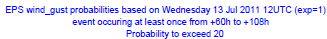 EPS wind_gust probabilities based on Wednesday 13 Jul 2011 12UTC (exp=1)
event occuring at least once from +60h to +108h
Probability to exceed 20